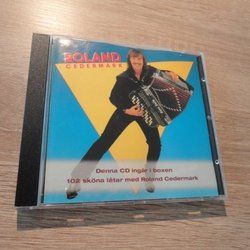 ROLAND
CEDERMARK
Denna CD ingår i boxen
102 sköna låtar med Roland Cedermark